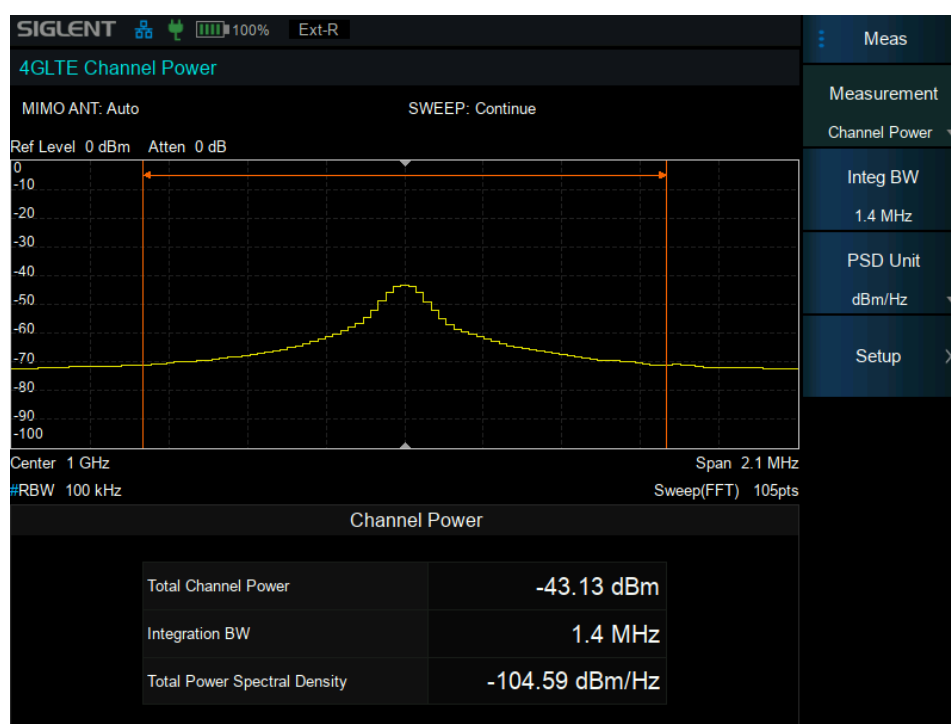 SIGLENT 100% Ext-R
Meas
4GLTE Channel Power
MIMO ANT: Auto SWEEP: Continue
Measurement
Channel Power
Ref Level 0 dBm Atten 0 dB
0
-10
-20
-30
-40
-50
-60
-70
-80
-90
-100
Integ BW
1.4 MHz
PSD Unit
dBm/Hz
Setup
Center 1 GHz Span 2.1 MHz
#RBW 100 kHz Sweep(FFT) 105pts
Channel Power
Total Channel Power -43.13 dBm
Integration BW 1.4 MHz
Total Power Spectral Density -104.59 dBm/Hz